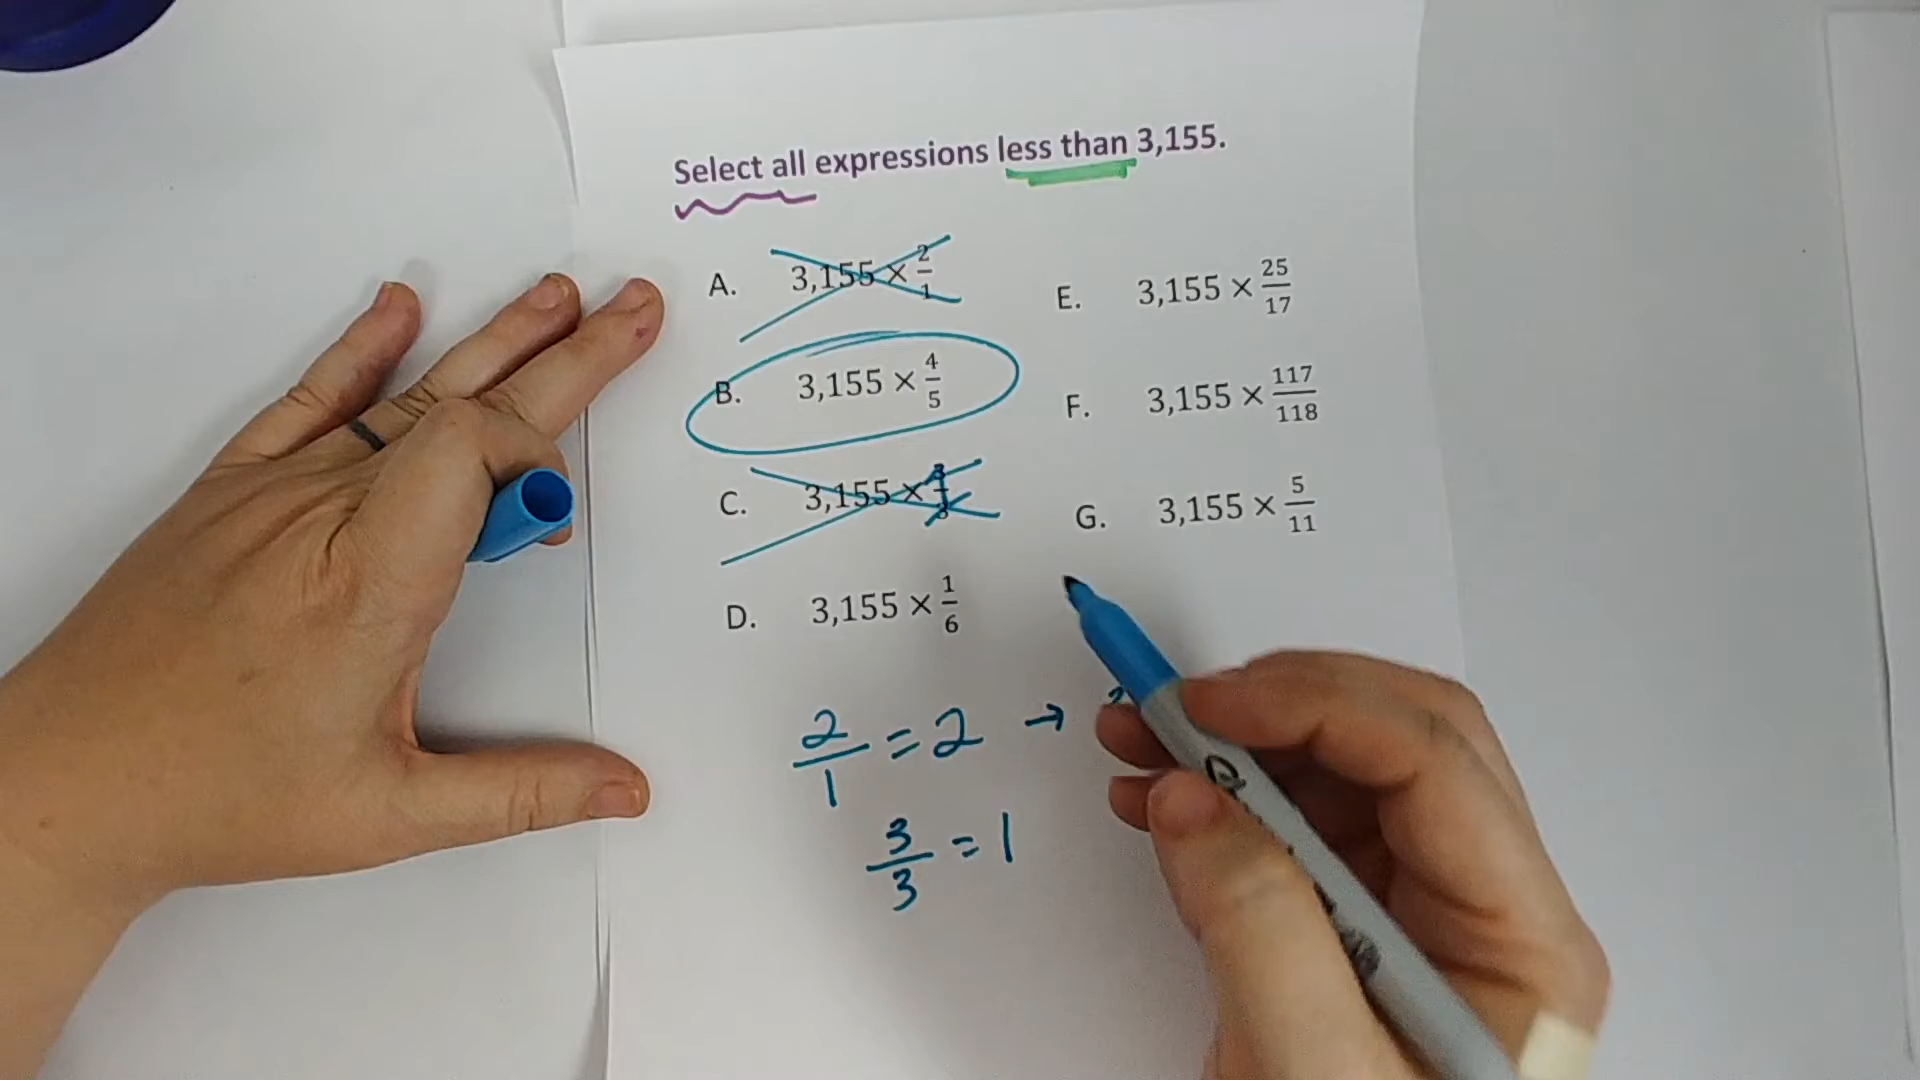 Select all expressions less than 3,155.
A. 3,155 × 2/1
B. 3,155 × 4/5
C. 3,155 × 3/3
D. 3,155 × 1/6
E. 3,155 × 25/17
F. 3,155 × 117/118
G. 3,155 × 5/11
2/1 = 2 →
3/3 = 1